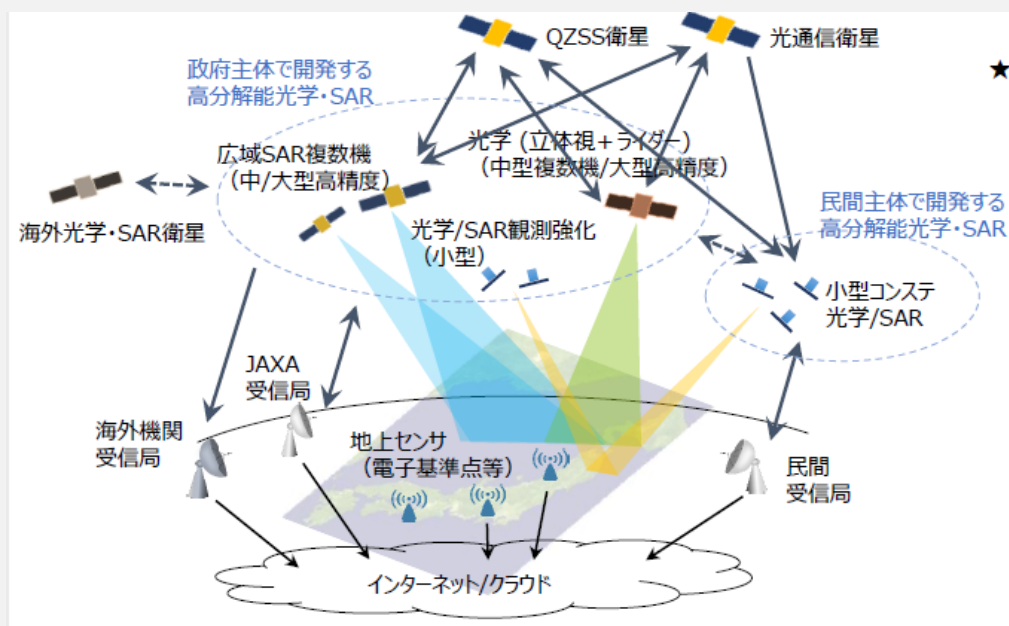 QZSS衛星
光通信衛星
★
政府主体で開発する
高分解能光学・SAR
広域SAR複数機
（中/大型高精度）
光学 (立体視＋ライダー)
（中型複数機/大型高精度）
海外光学・SAR衛星
光学/SAR観測強化
（小型）
民間主体で開発する
高分解能光学・SAR
小型コンステ
光学/SAR
JAXA
受信局
海外機関
受信局
地上センサ
（電子基準点等）
民間
受信局
インターネット/クラウド